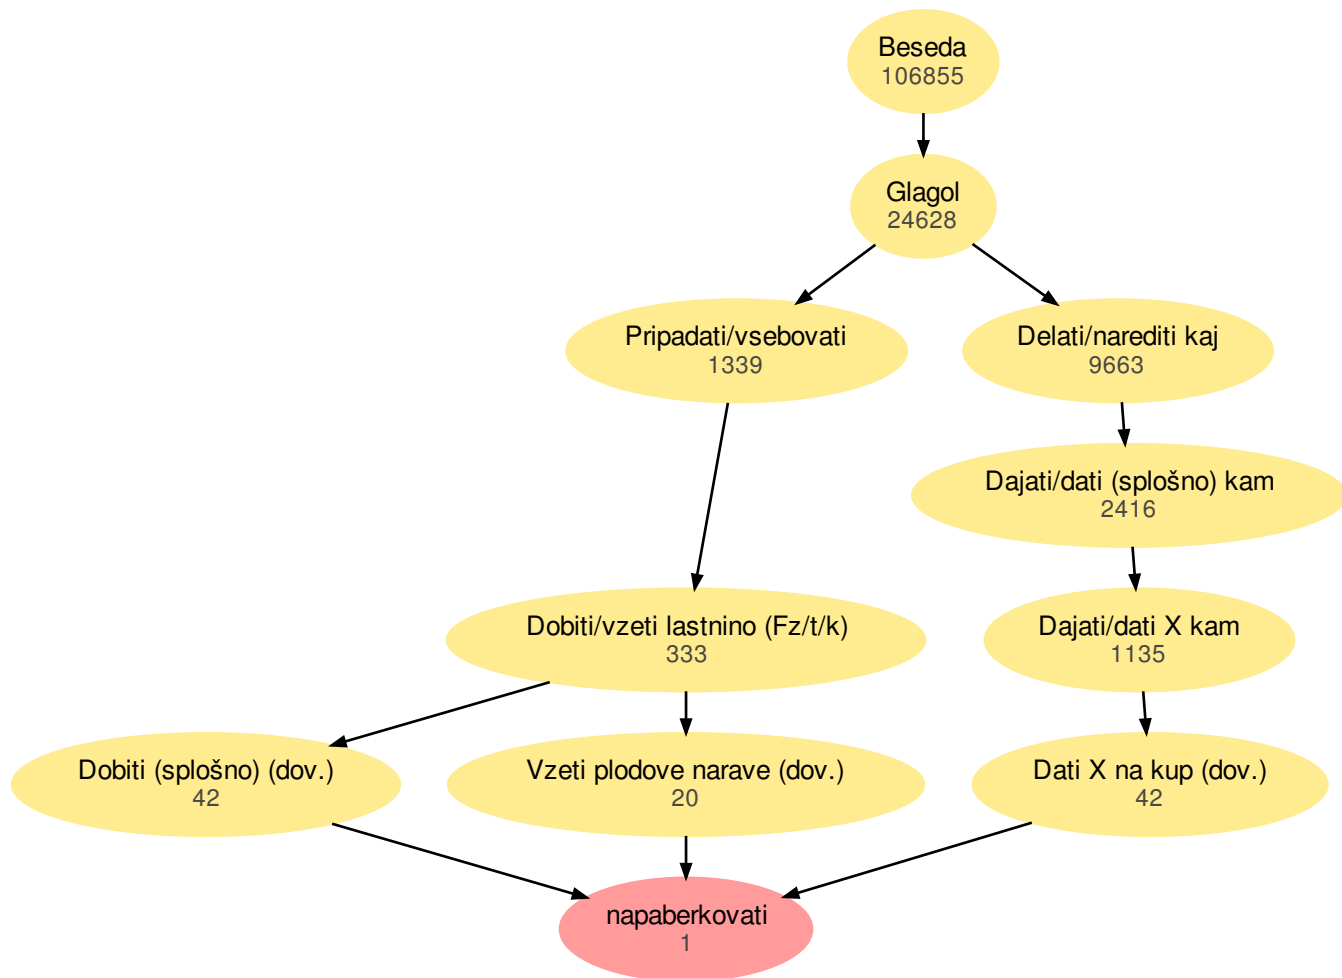 Beseda
106855
Glagol
24628
Pripadati/vsebovati
1339
Delati/narediti kaj
9663
Dajati/dati (splošno) kam
2416
Dobiti/vzeti lastnino (Fz/t/k)
333
Dajati/dati X kam
1135
Dobiti (splošno) (dov.)
42
Vzeti plodove narave (dov.)
20
Dati X na kup (dov.)
42
napaberkovati
1